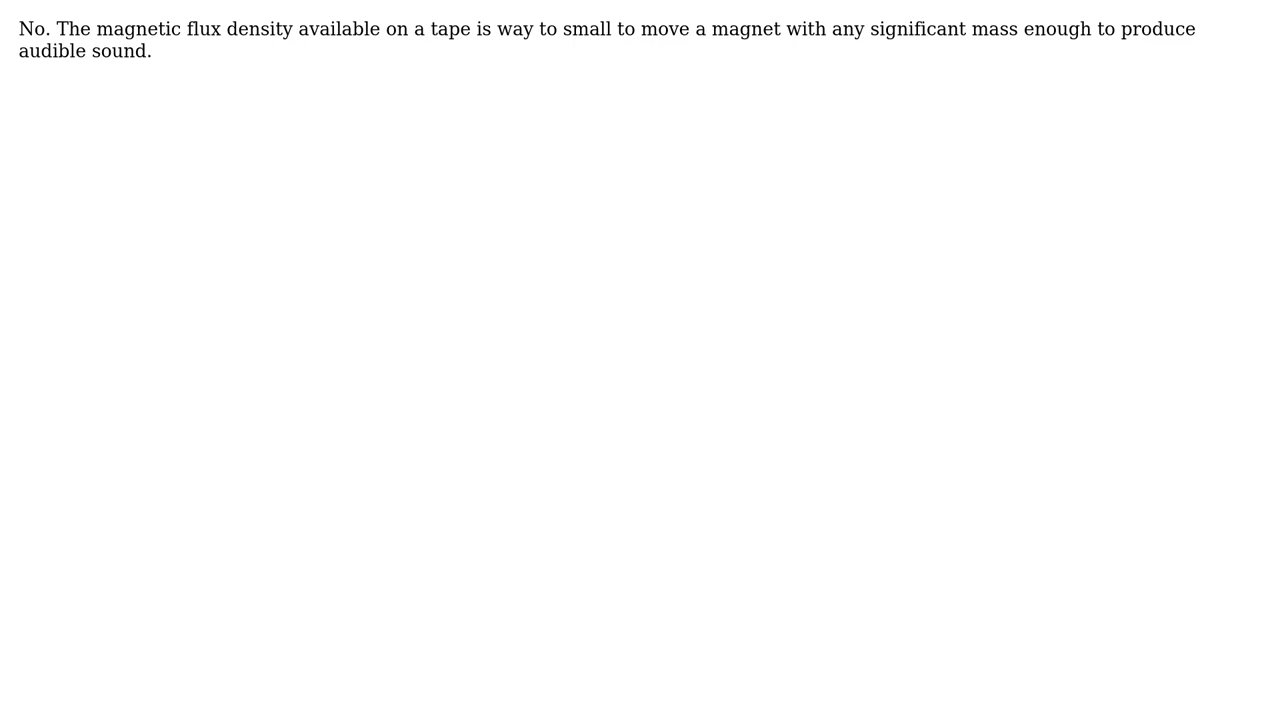 No. The magnetic flux density available on a tape is way to small to move a magnet with any significant mass enough to produce
audible sound.